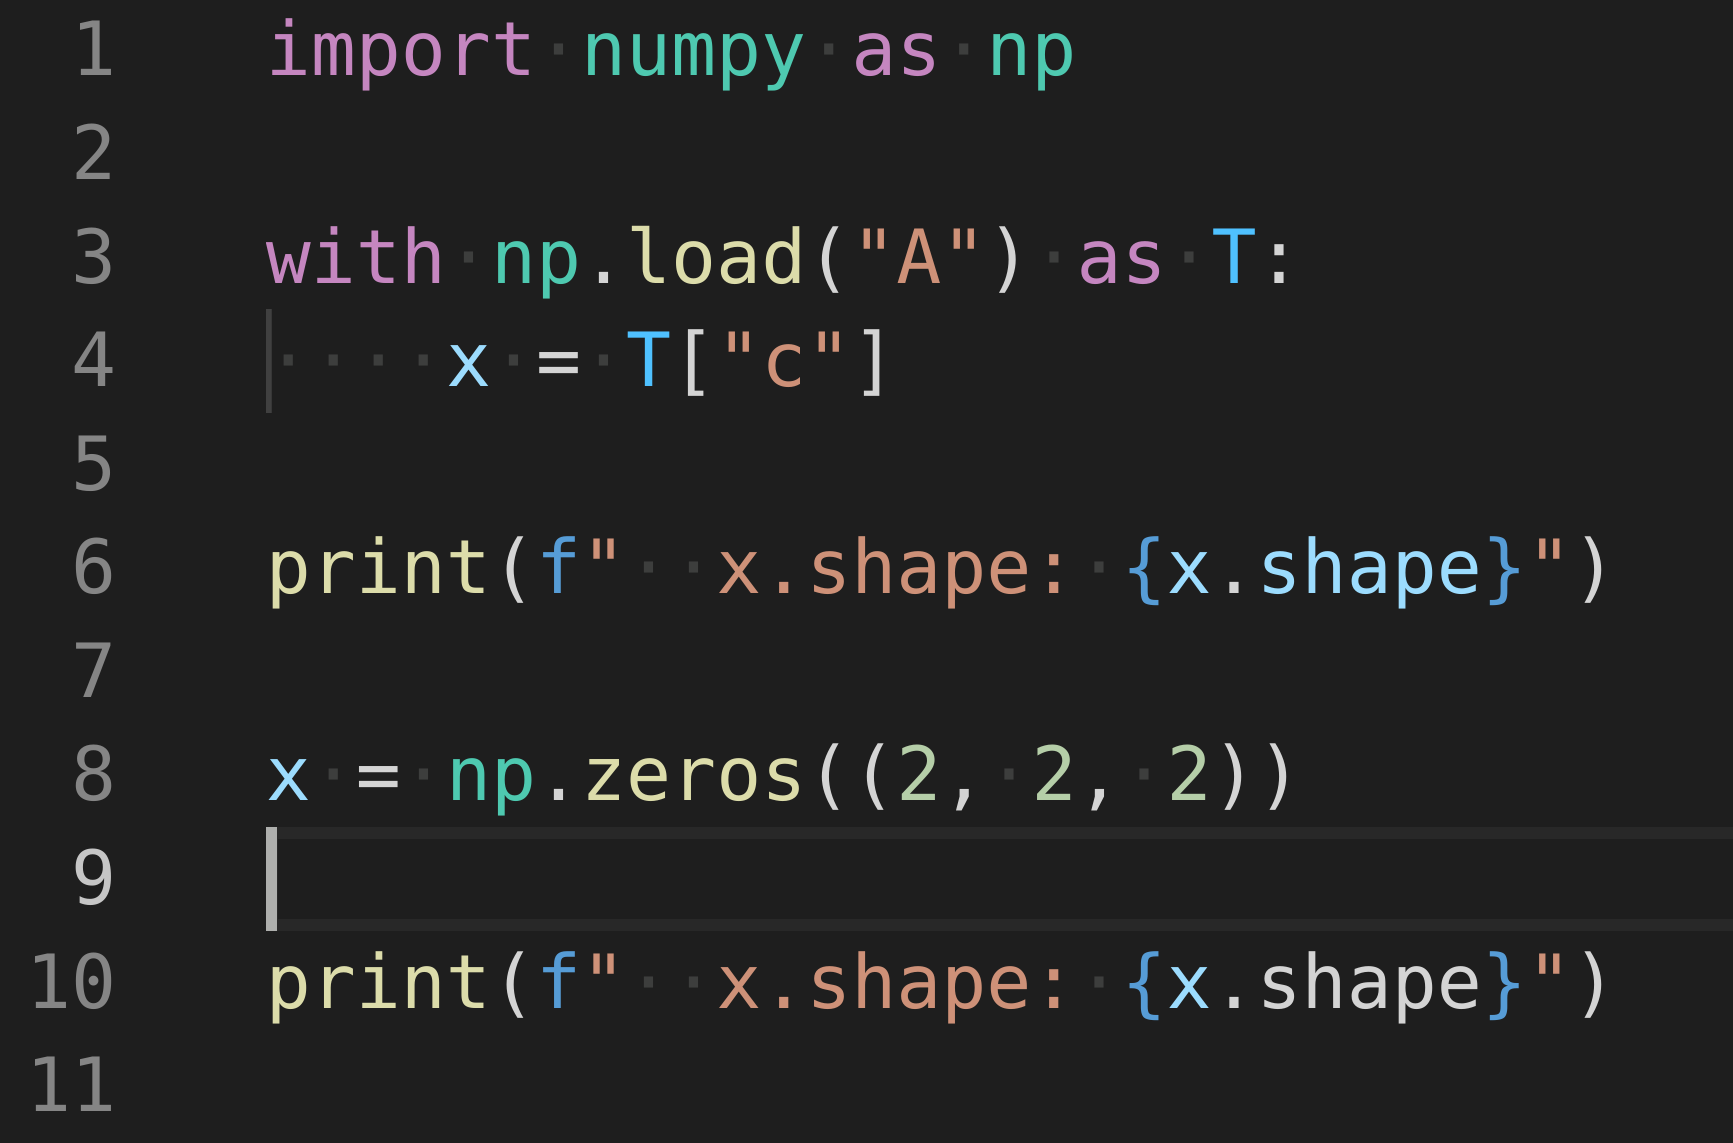 1 import numpy as np
2
3 with np.load("A") as T:
4     x = T["c"]
5
6 print(f"  x.shape: {x.shape}")
7
8 x = np.zeros((2, 2, 2))
9
10 print(f"  x.shape: {x.shape}")
11